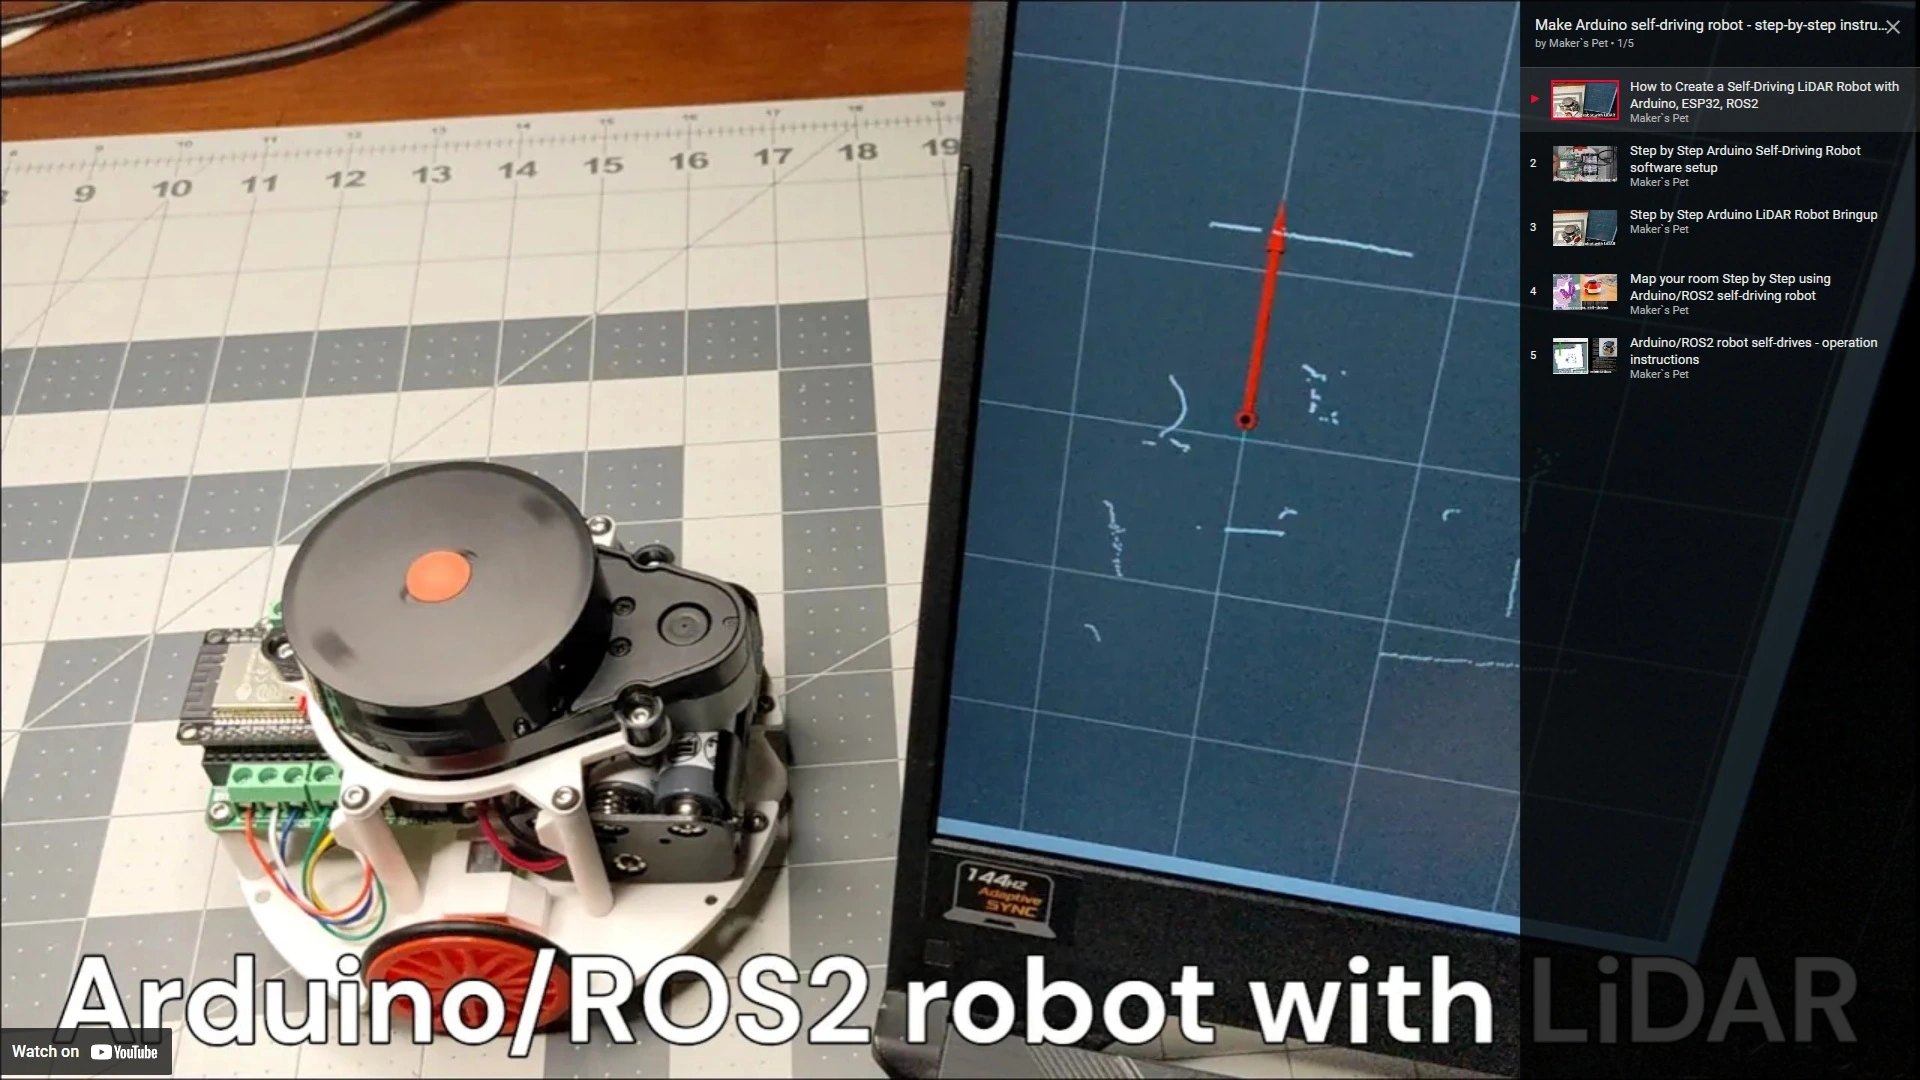 Make Arduino self-driving robot - step-by-step instru...
by Maker`s Pet • 1/5
How to Create a Self-Driving LiDAR Robot with
Arduino, ESP32, ROS2
Maker`s Pet
2
Step by Step Arduino Self-Driving Robot
software setup
Maker`s Pet
3
Step by Step Arduino LiDAR Robot Bringup
Maker`s Pet
4
Map your room Step by Step using
Arduino/ROS2 self-driving robot
Maker`s Pet
5
Arduino/ROS2 robot self-drives - operation
instructions
Maker`s Pet
9 10 11 12 13 14 15 16 17 18 19
144Hz
Adaptive
SYNC
Arduino/ROS2 robot with LiDAR
Watch on YouTube